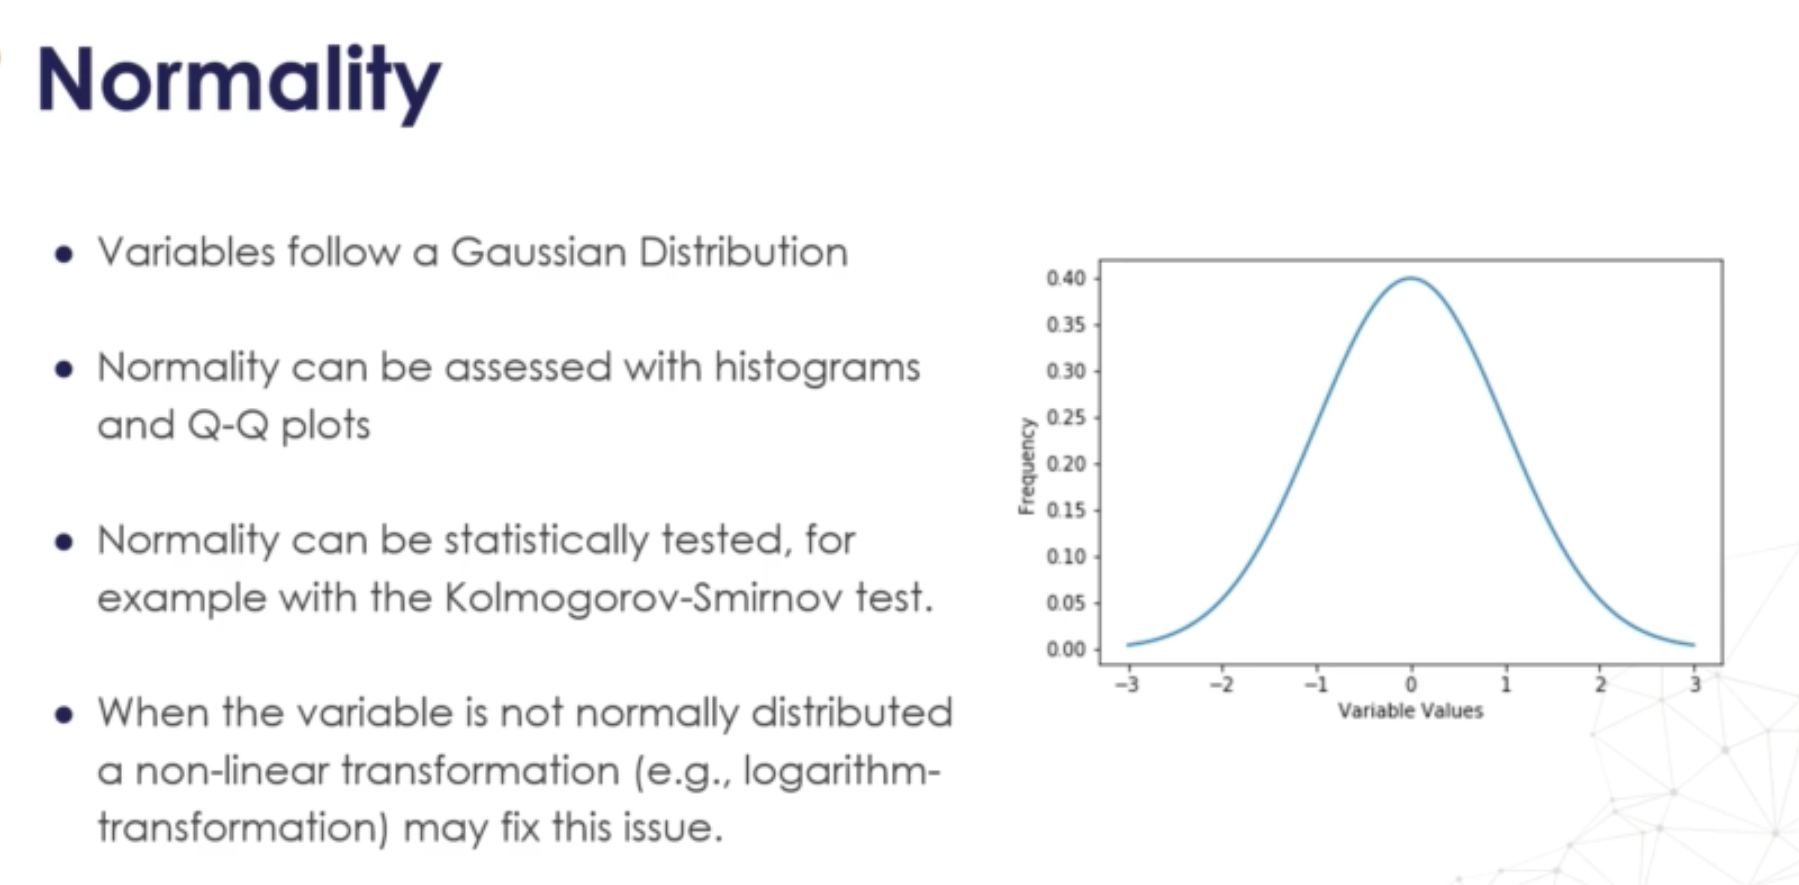 Normality
• Variables follow a Gaussian Distribution
• Normality can be assessed with histograms
and Q-Q plots
• Normality can be statistically tested, for
example with the Kolmogorov-Smirnov test.
• When the variable is not normally distributed
a non-linear transformation (e.g., logarithm-
transformation) may fix this issue.
Frequency
0.40
0.35
0.30
0.25
0.20
0.15
0.10
0.05
0.00
−3 −2 −1 0 1 2 3
Variable Values